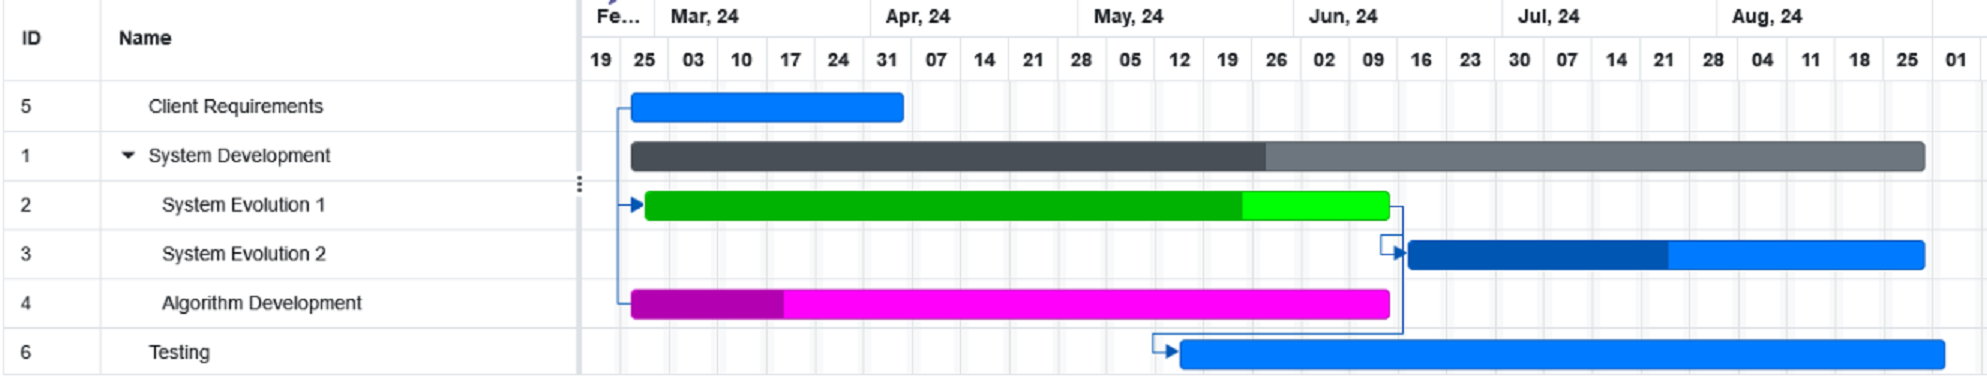 Fe... Mar, 24 Apr, 24 May, 24 Jun, 24 Jul, 24 Aug, 24
ID Name
19 25 03 10 17 24 31 07 14 21 28 05 12 19 26 02 09 16 23 30 07 14 21 28 04 11 18 25 01
5 Client Requirements
1 System Development
2 System Evolution 1
3 System Evolution 2
4 Algorithm Development
6 Testing